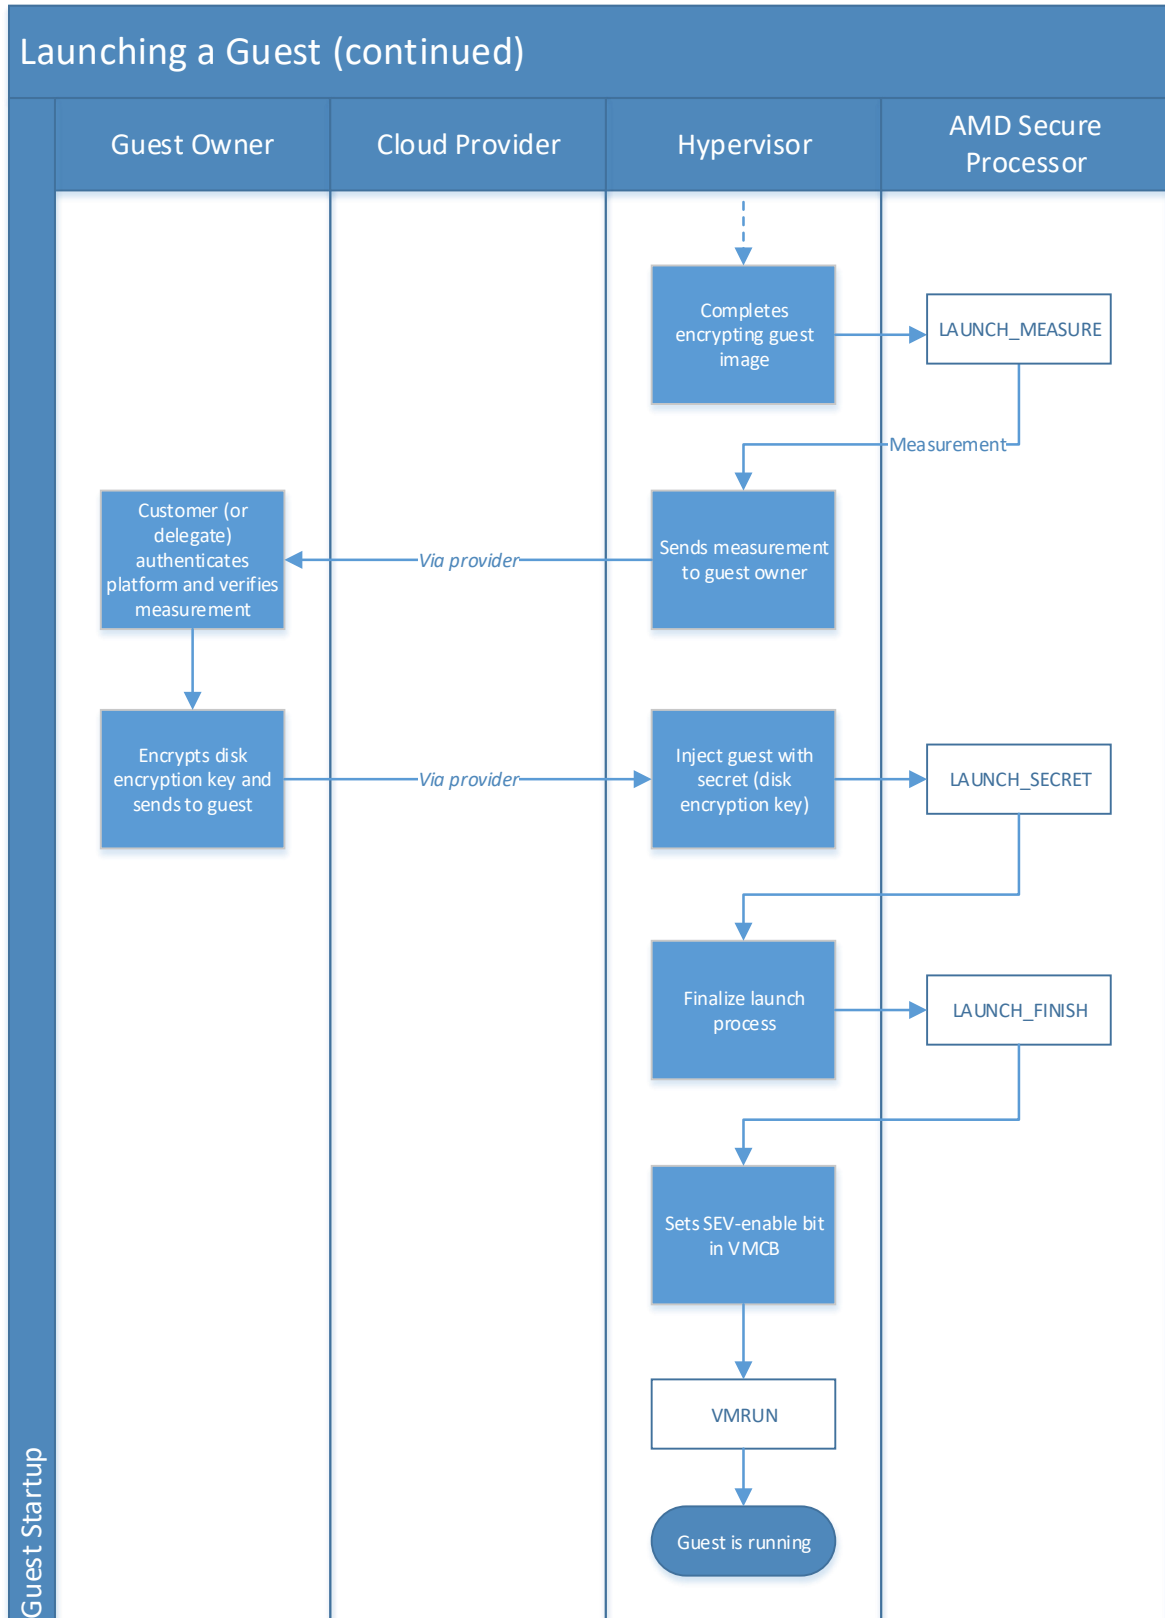 Launching a Guest (continued)
Guest Owner
Cloud Provider
Hypervisor
AMD Secure
Processor
Completes
encrypting guest
image
LAUNCH_MEASURE
Measurement
Customer (or
delegate)
authenticates
platform and verifies
measurement
Via provider
Sends measurement
to guest owner
Encrypts disk
encryption key and
sends to guest
Via provider
Inject guest with
secret (disk
encryption key)
LAUNCH_SECRET
Finalize launch
process
LAUNCH_FINISH
Sets SEV-enable bit
in VMCB
VMRUN
Guest is running
Guest Startup